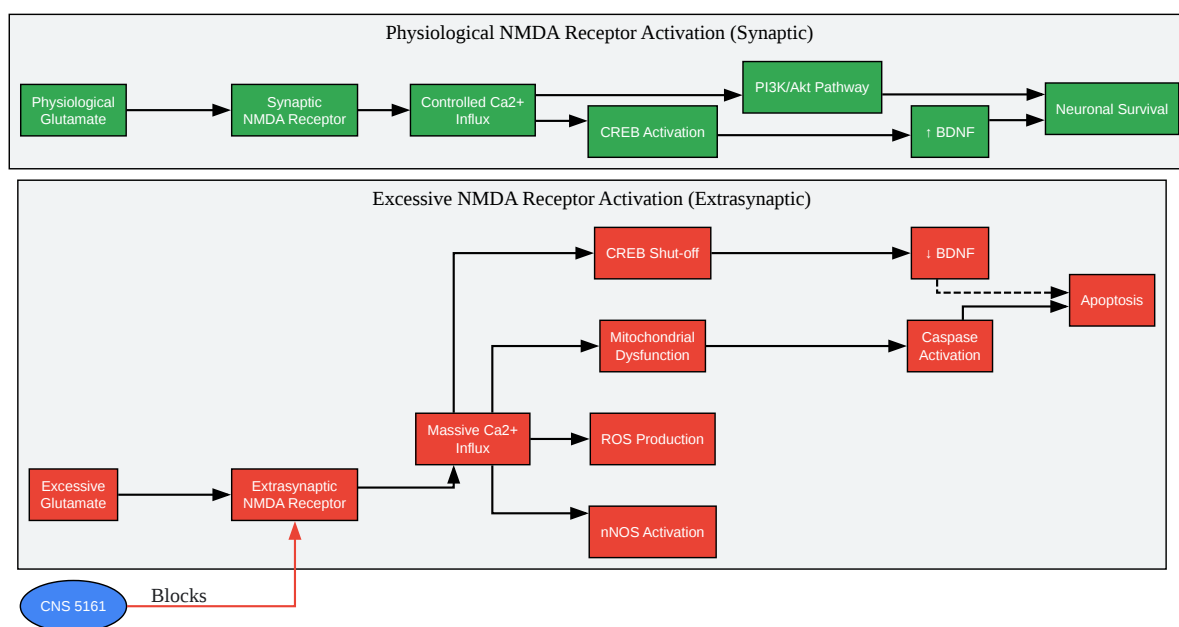 Physiological NMDA Receptor Activation (Synaptic)
Physiological
Glutamate
Synaptic
NMDA Receptor
Controlled Ca2+
Influx
PI3K/Akt Pathway
CREB Activation
↑ BDNF
Neuronal Survival
Excessive NMDA Receptor Activation (Extrasynaptic)
CREB Shut-off
↓ BDNF
Apoptosis
Mitochondrial
Dysfunction
Caspase
Activation
Massive Ca2+
Influx
ROS Production
Excessive
Glutamate
Extrasynaptic
NMDA Receptor
nNOS Activation
CNS 5161
Blocks